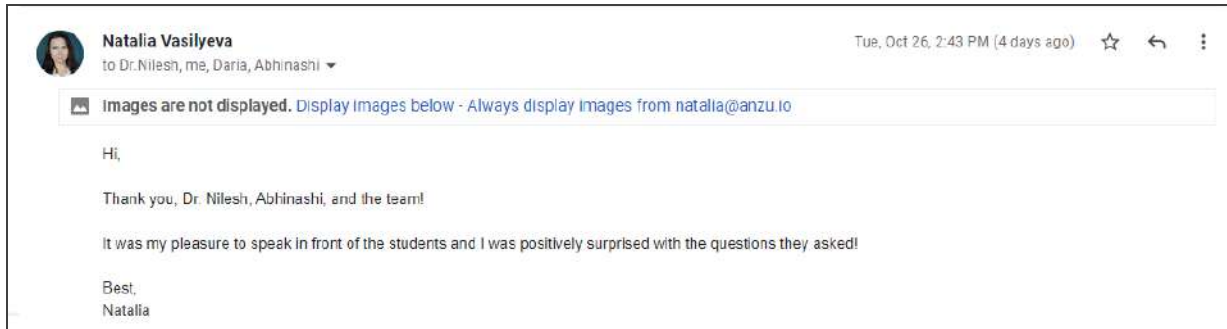 Natalia Vasilyeva
Tue, Oct 26, 2:43 PM (4 days ago)
to Dr.Nilesh, me, Daria, Abhinashi
Images are not displayed. Display images below - Always display images from natalia@anzu.io
Hi,
Thank you, Dr. Nilesh, Abhinashi, and the team!
It was my pleasure to speak in front of the students and I was positively surprised with the questions they asked!
Best,
Natalia